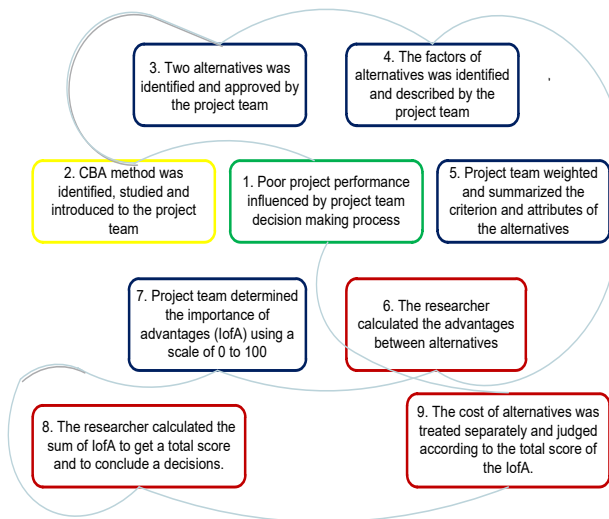 3. Two alternatives was
identified and approved by
the project team
4. The factors of
alternatives was identified
and described by the
project team
2. CBA method was
identified, studied and
introduced to the project
team
1. Poor project performance
influenced by project team
decision making process
5. Project team weighted
and summarized the
criterion and attributes of
the alternatives
7. Project team determined
the importance of
advantages (IofA) using a
scale of 0 to 100
6. The researcher
calculated the advantages
between alternatives
8. The researcher calculated the
sum of IofA to get a total score
and to conclude a decisions.
9. The cost of alternatives was
treated separately and judged
according to the total score of
the IofA.